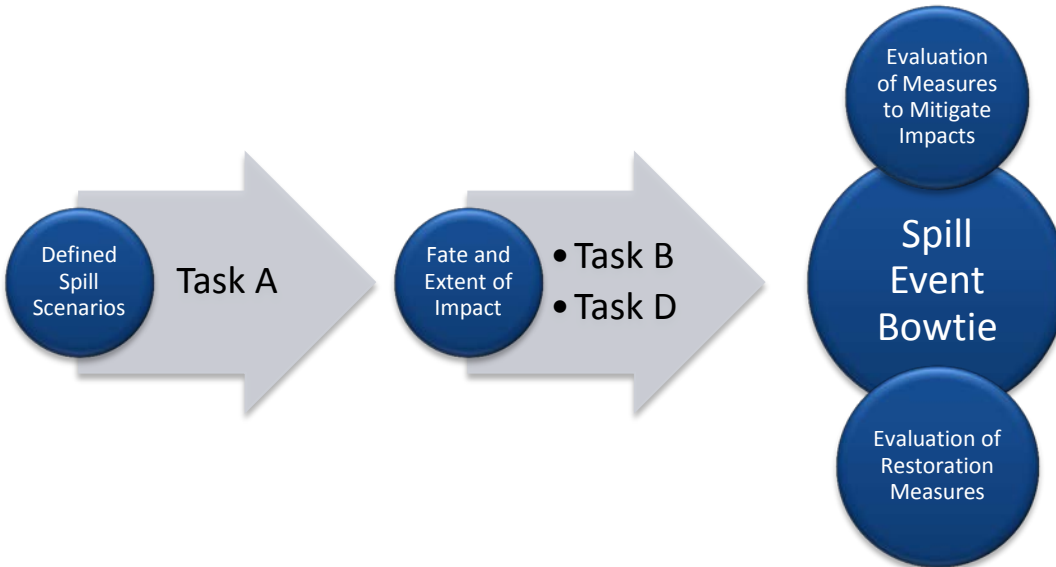 Defined
Spill
Scenarios
Task A
Fate and
Extent of
Impact
• Task B
• Task D
Evaluation
of Measures
to Mitigate
Impacts
Spill
Event
Bowtie
Evaluation of
Restoration
Measures